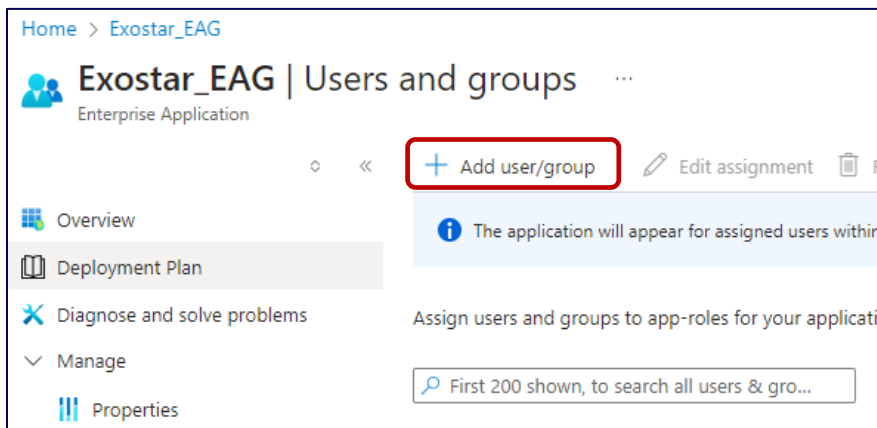 Home > Exostar_EAG
Exostar_EAG | Users and groups ...
Enterprise Application
Add user/group Edit assignment
Overview
The application will appear for assigned users within
Deployment Plan
Diagnose and solve problems
Assign users and groups to app-roles for your
Manage
First 200 shown, to search all users & gro...
Properties